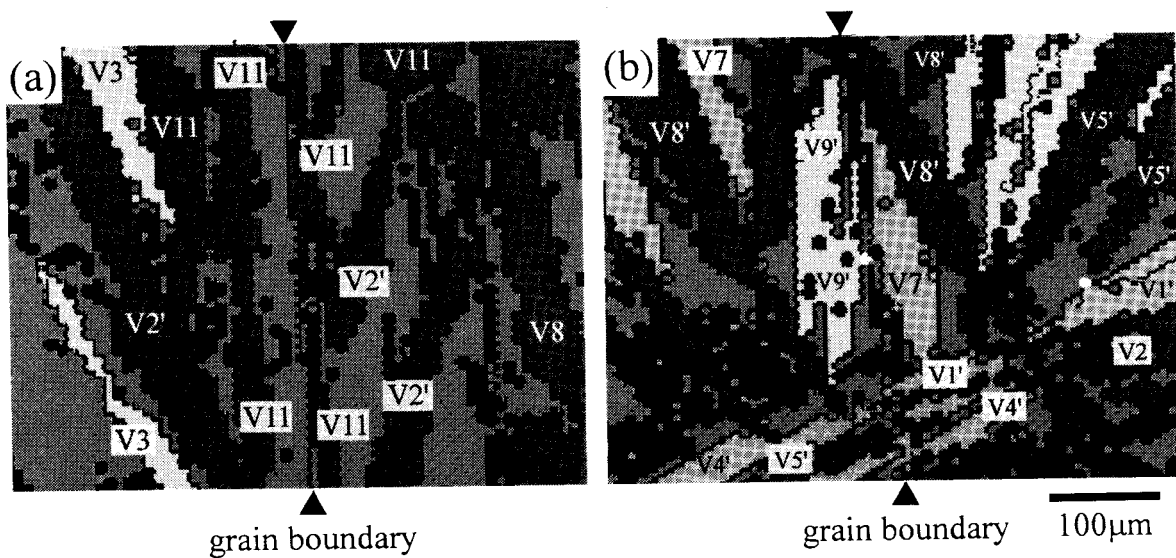 (a)
V3
V11
V11
V11
V11
V2'
V2'
V8
V2'
V11
V11
V3
grain boundary
(b)
V7
V8'
V8'
V5'
V9'
V8'
V5'
V9'
V7
V1'
V2
V1'
V4'
V4'
V5'
grain boundary
100μm